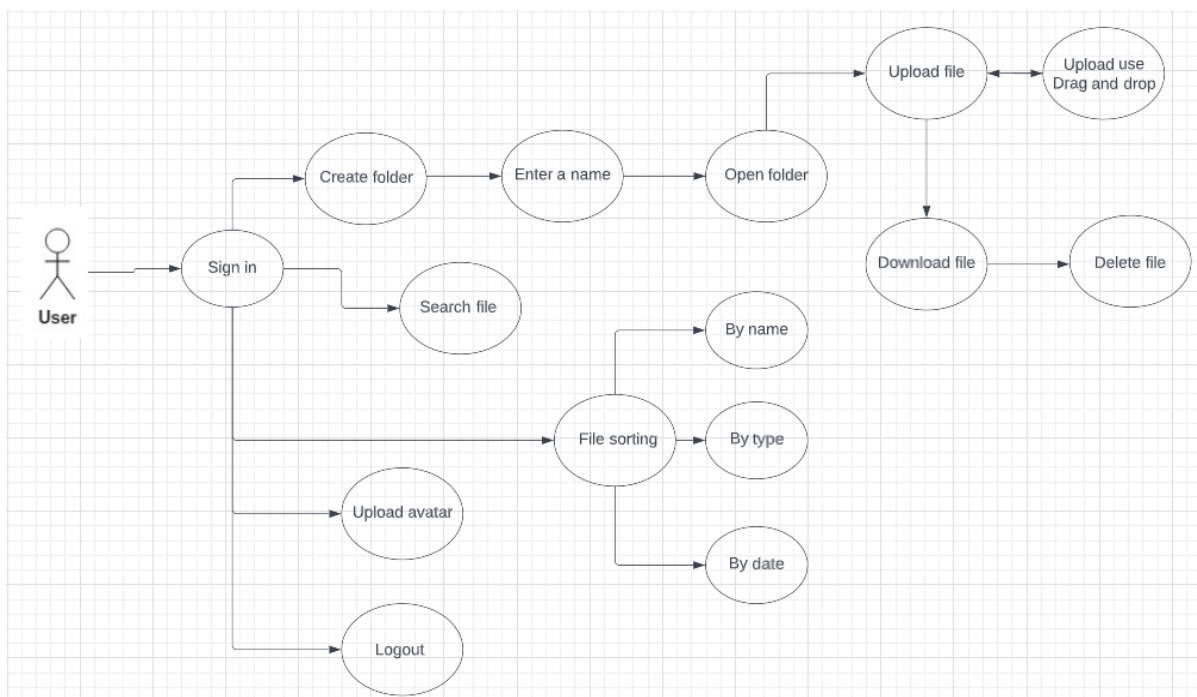 Upload file
Upload use
Drag and drop
Create folder
Enter a name
Open folder
User
Sign in
Search file
Download file
Delete file
By name
File sorting
By type
Upload avatar
By date
Logout